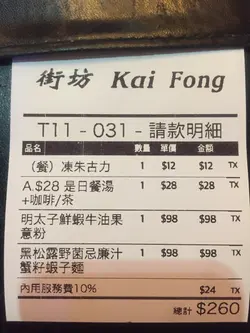 街坊 Kai Fong
T11 - 031 - 請款明細
品名 數量 單價 金額
（餐）凍朱古力 1 $12 $12 TX
A.$28 是日餐湯 1 $28 $28 TX
+咖啡/茶
明太子鮮蝦牛油果 1 $98 $98 TX
意粉
黑松露野菌忌廉汁 1 $98 $98 TX
蟹籽蝦子麵
內用服務費10% $24 TX
總計 $260